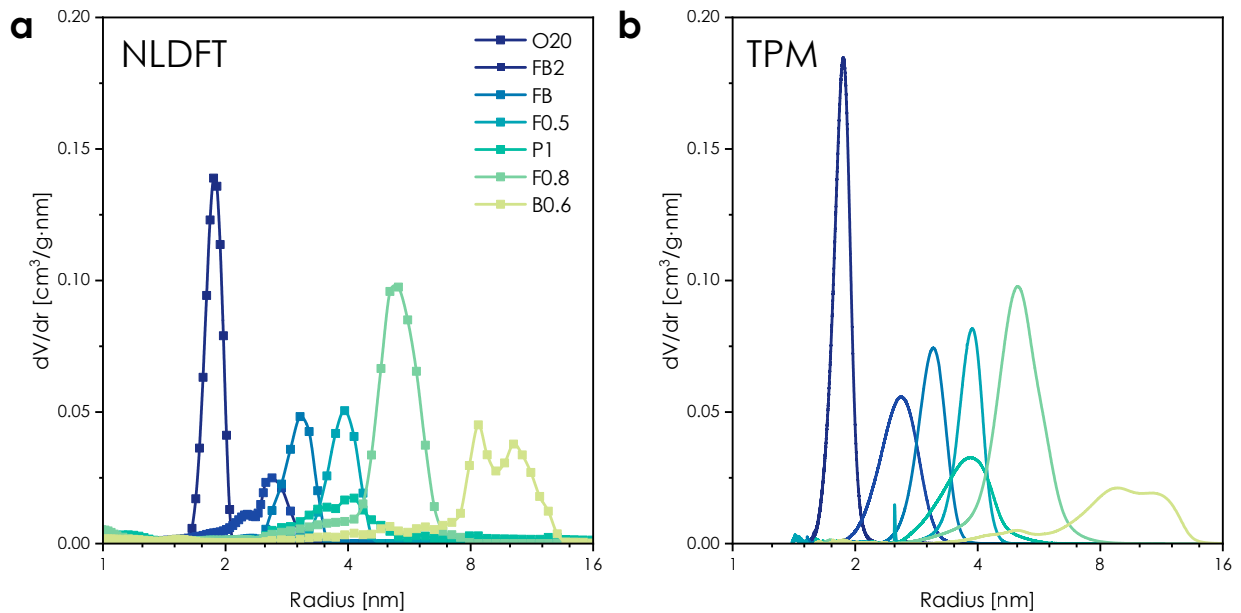 a
NLDFT
O20
FB2
FB
F0.5
P1
F0.8
B0.6
0.20
0.15
0.10
0.05
0.00
dV/dr [cm³/g·nm]
1
2
4
8
16
Radius [nm]
b
TPM
0.20
0.15
0.10
0.05
0.00
dV/dr [cm³/g·nm]
1
2
4
8
16
Radius [nm]